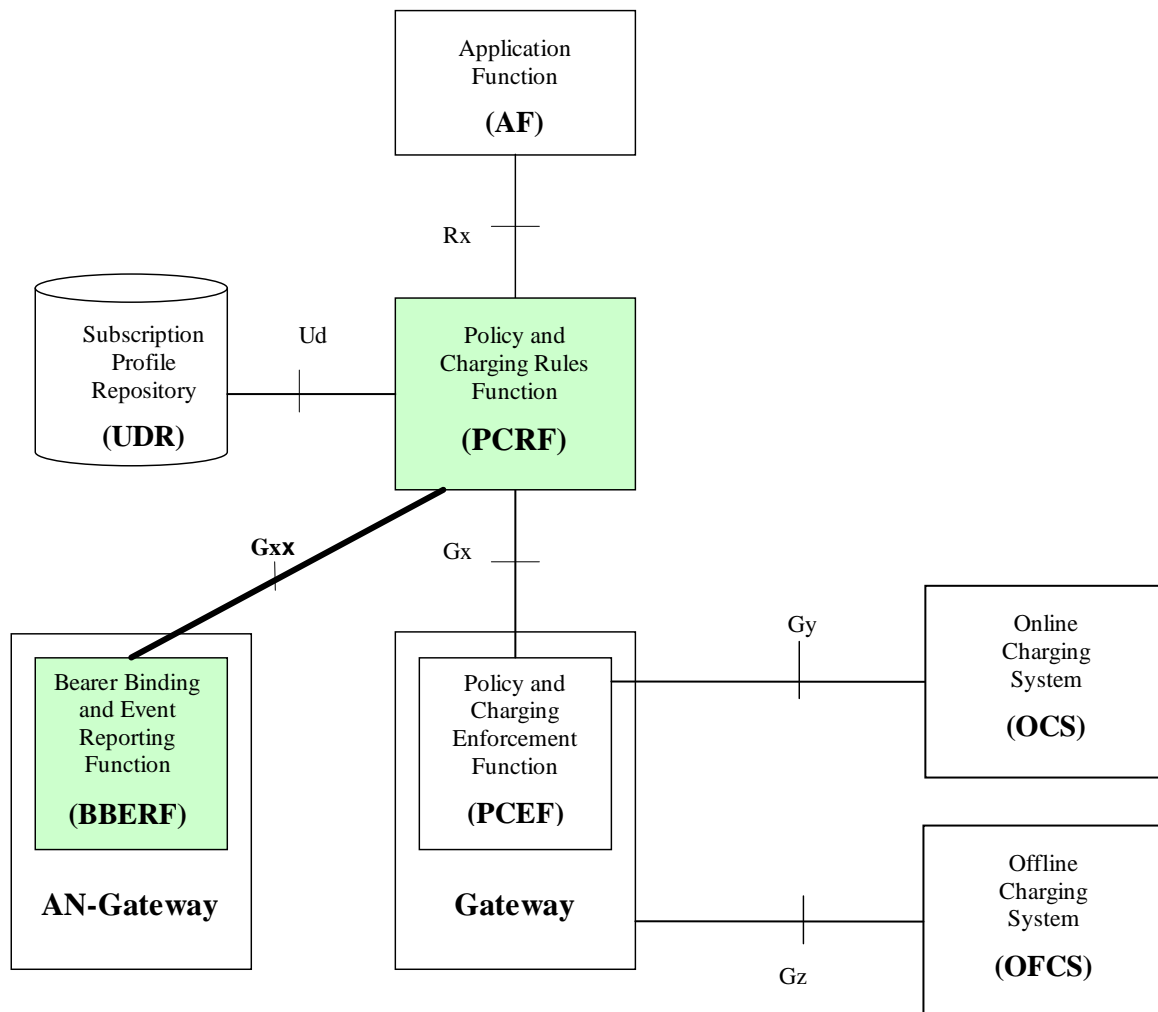 Application
Function
(AF)
Rx
Subscription
Profile
Repository
(UDR)
Ud
Policy and
Charging Rules
Function
(PCRF)
Gxx
Gx
Bearer Binding
and Event
Reporting
Function
(BBERF)
AN-Gateway
Policy and
Charging
Enforcement
Function
(PCEF)
Gateway
Gy
Online
Charging
System
(OCS)
Gz
Offline
Charging
System
(OFCS)